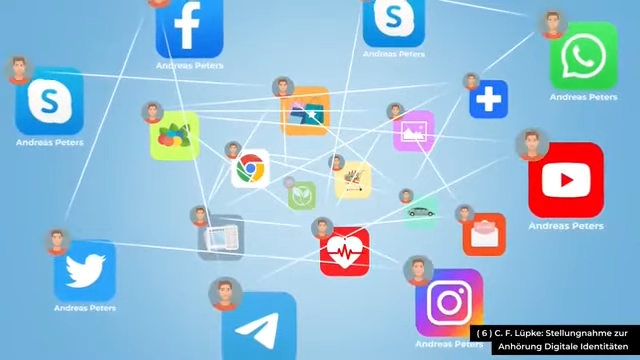 Andreas Peters
Andreas Peters
Andreas Peters
Andreas Peters
Andreas Peters
Andreas Peters
Andreas Peters
( 6 ) C. F. Lüpke: Stellungnahme zur
Anhörung Digitale Identitäten